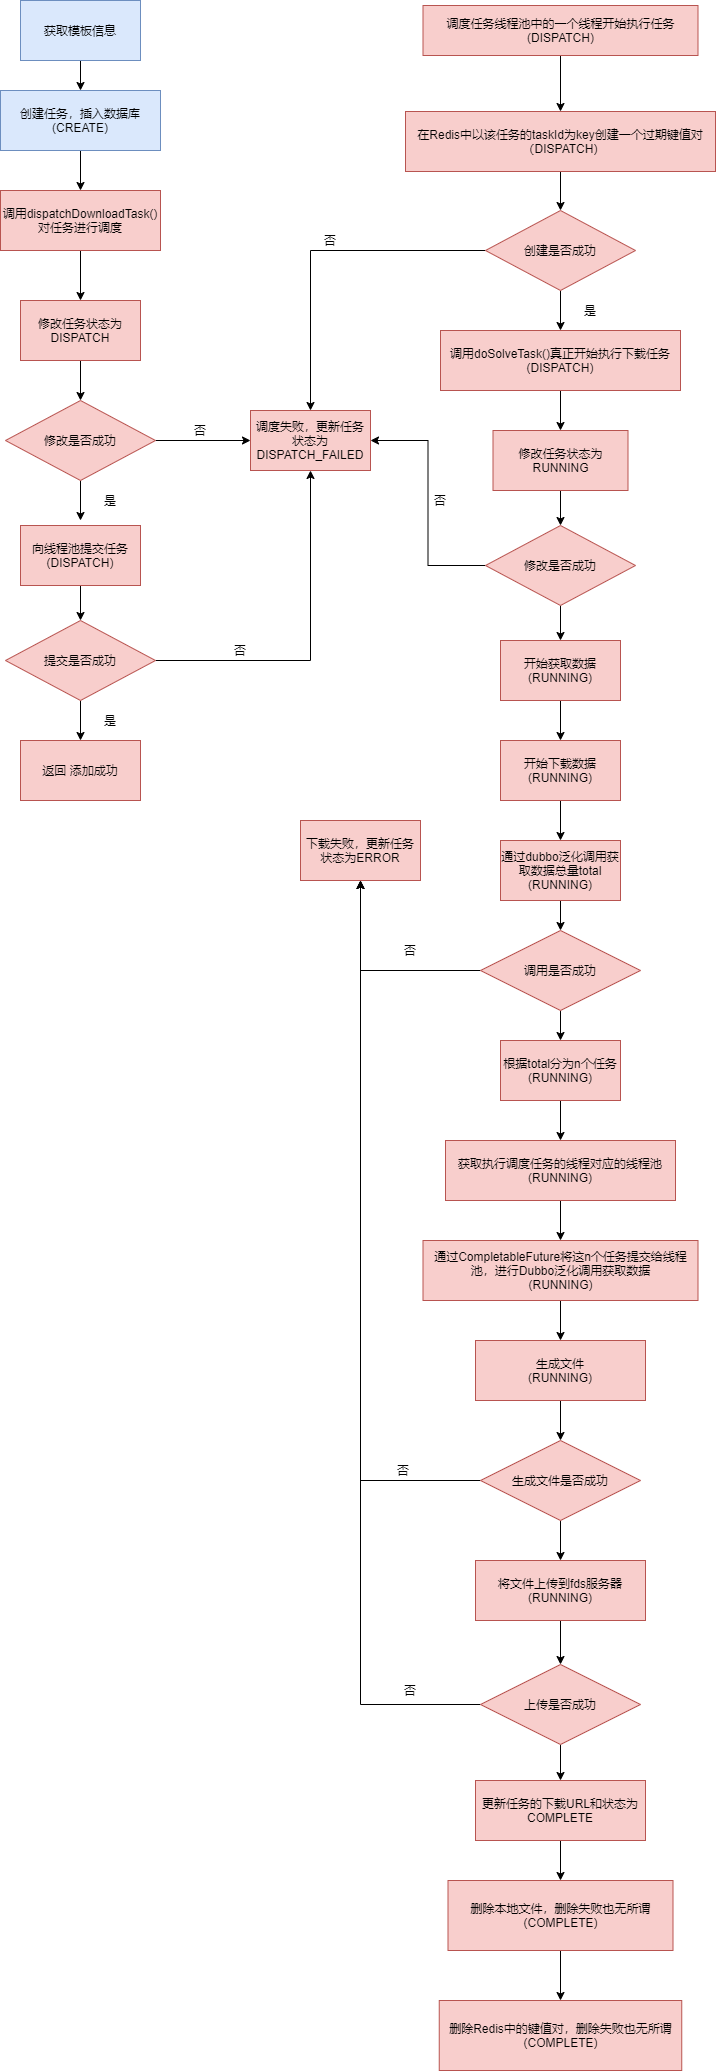 获取模板信息
创建任务，插入数据库
(CREATE)
调用dispatchDownloadTask()
对任务进行调度
修改任务状态为
DISPATCH
修改是否成功
否
是
向线程池提交任务
(DISPATCH)
提交是否成功
否
是
返回 添加成功
调度失败，更新任务
状态为
DISPATCH_FAILED
调度任务线程池中的一个线程开始执行任务
(DISPATCH)
在Redis中以该任务的taskId为key创建一个过期键值对
(DISPATCH)
创建是否成功
否
是
调用doSolveTask()真正开始执行下载任务
(DISPATCH)
修改任务状态为
RUNNING
修改是否成功
否
开始获取数据
(RUNNING)
开始下载数据
(RUNNING)
通过dubbo泛化调用获
取数据总量total
(RUNNING)
下载失败，更新任务
状态为ERROR
调用是否成功
否
根据total分为n个任务
(RUNNING)
获取执行调度任务的线程对应的线程池
(RUNNING)
通过CompletableFuture将这n个任务提交给线程
池，进行Dubbo泛化调用获取数据
(RUNNING)
生成文件
(RUNNING)
生成文件是否成功
否
将文件上传到fds服务器
(RUNNING)
上传是否成功
否
更新任务的下载URL和状态为
COMPLETE
删除本地文件，删除失败也无所谓
(COMPLETE)
删除Redis中的键值对，删除失败也无所谓
(COMPLETE)